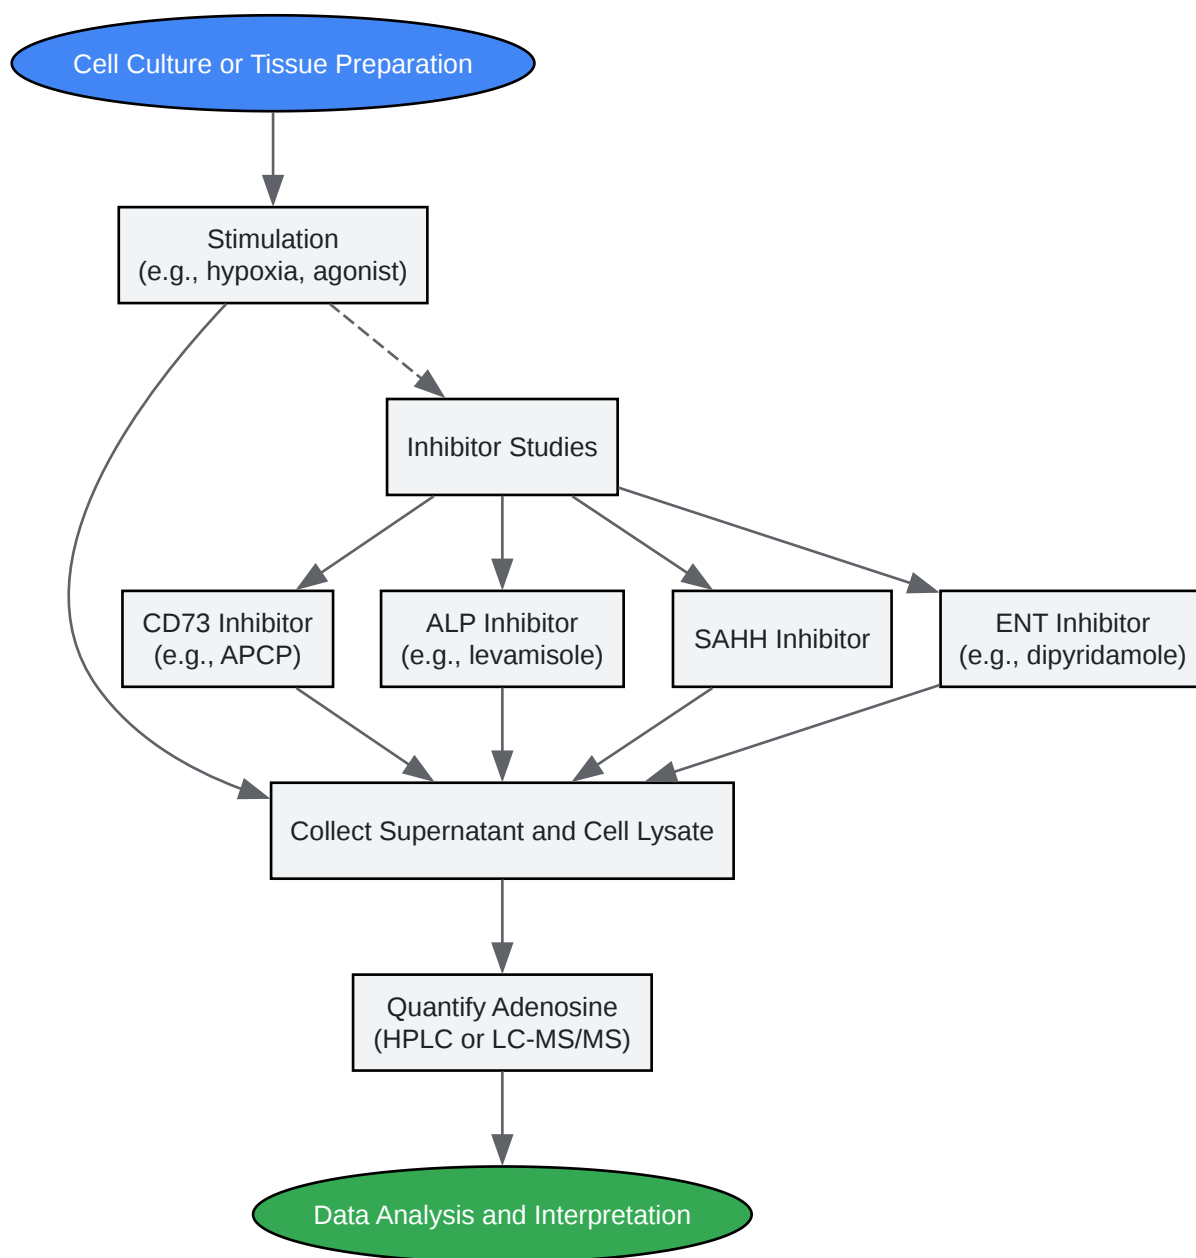 Cell Culture or Tissue Preparation
Stimulation
(e.g., hypoxia, agonist)
Inhibitor Studies
CD73 Inhibitor
(e.g., APCP)
ALP Inhibitor
(e.g., levamisole)
SAHH Inhibitor
ENT Inhibitor
(e.g., dipyridamole)
Collect Supernatant and Cell Lysate
Quantify Adenosine
(HPLC or LC-MS/MS)
Data Analysis and Interpretation